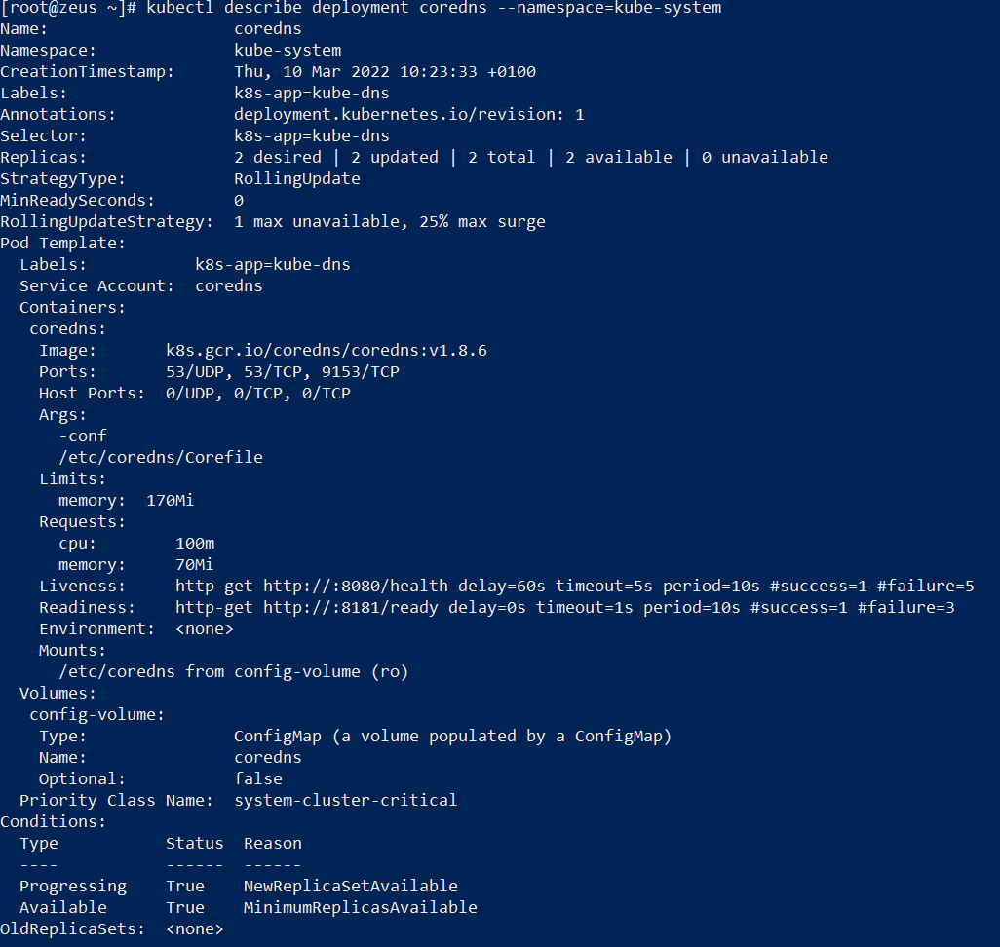 [root@zeus ~]# kubectl describe deployment coredns --namespace=kube-system
Name:                   coredns
Namespace:              kube-system
CreationTimestamp:      Thu, 10 Mar 2022 10:23:33 +0100
Labels:                 k8s-app=kube-dns
Annotations:            deployment.kubernetes.io/revision: 1
Selector:               k8s-app=kube-dns
Replicas:               2 desired | 2 updated | 2 total | 2 available | 0 unavailable
StrategyType:           RollingUpdate
MinReadySeconds:        0
RollingUpdateStrategy:  1 max unavailable, 25% max surge
Pod Template:
  Labels:           k8s-app=kube-dns
  Service Account:  coredns
  Containers:
   coredns:
    Image:       k8s.gcr.io/coredns/coredns:v1.8.6
    Ports:       53/UDP, 53/TCP, 9153/TCP
    Host Ports:  0/UDP, 0/TCP, 0/TCP
    Args:
      -conf
      /etc/coredns/Corefile
    Limits:
      memory:  170Mi
    Requests:
      cpu:        100m
      memory:     70Mi
    Liveness:     http-get http://:8080/health delay=60s timeout=5s period=10s #success=1 #failure=5
    Readiness:    http-get http://:8181/ready delay=0s timeout=1s period=10s #success=1 #failure=3
    Environment:  <none>
    Mounts:
      /etc/coredns from config-volume (ro)
  Volumes:
   config-volume:
    Type:               ConfigMap (a volume populated by a ConfigMap)
    Name:               coredns
    Optional:           false
  Priority Class Name:  system-cluster-critical
Conditions:
  Type           Status  Reason
  ----           ------  ------
  Progressing    True    NewReplicaSetAvailable
  Available      True    MinimumReplicasAvailable
OldReplicaSets:  <none>